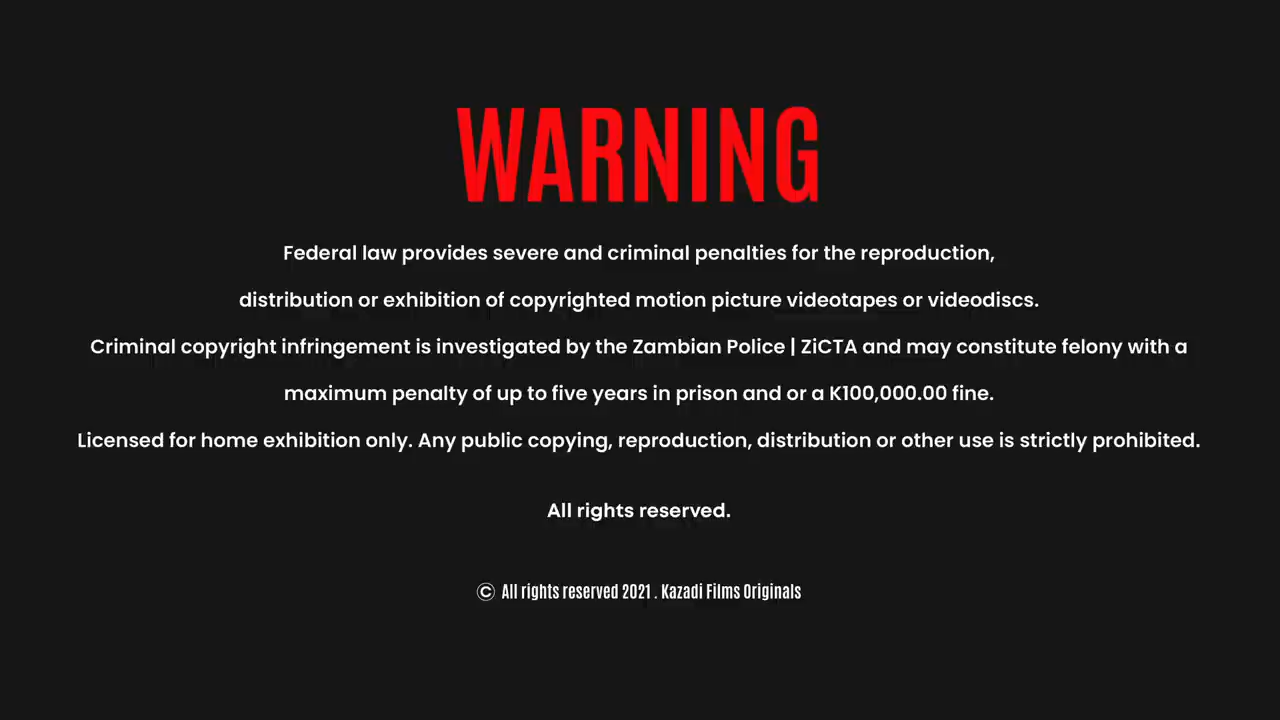 WARNING
Federal law provides severe and criminal penalties for the reproduction,
distribution or exhibition of copyrighted motion picture videotapes or videodiscs.
Criminal copyright infringement is investigated by the Zambian Police | ZiCTA and may constitute felony with a
maximum penalty of up to five years in prison and or a K100,000.00 fine.
Licensed for home exhibition only. Any public copying, reproduction, distribution or other use is strictly prohibited.
All rights reserved.
© All rights reserved 2021 . Kazadi Films Originals